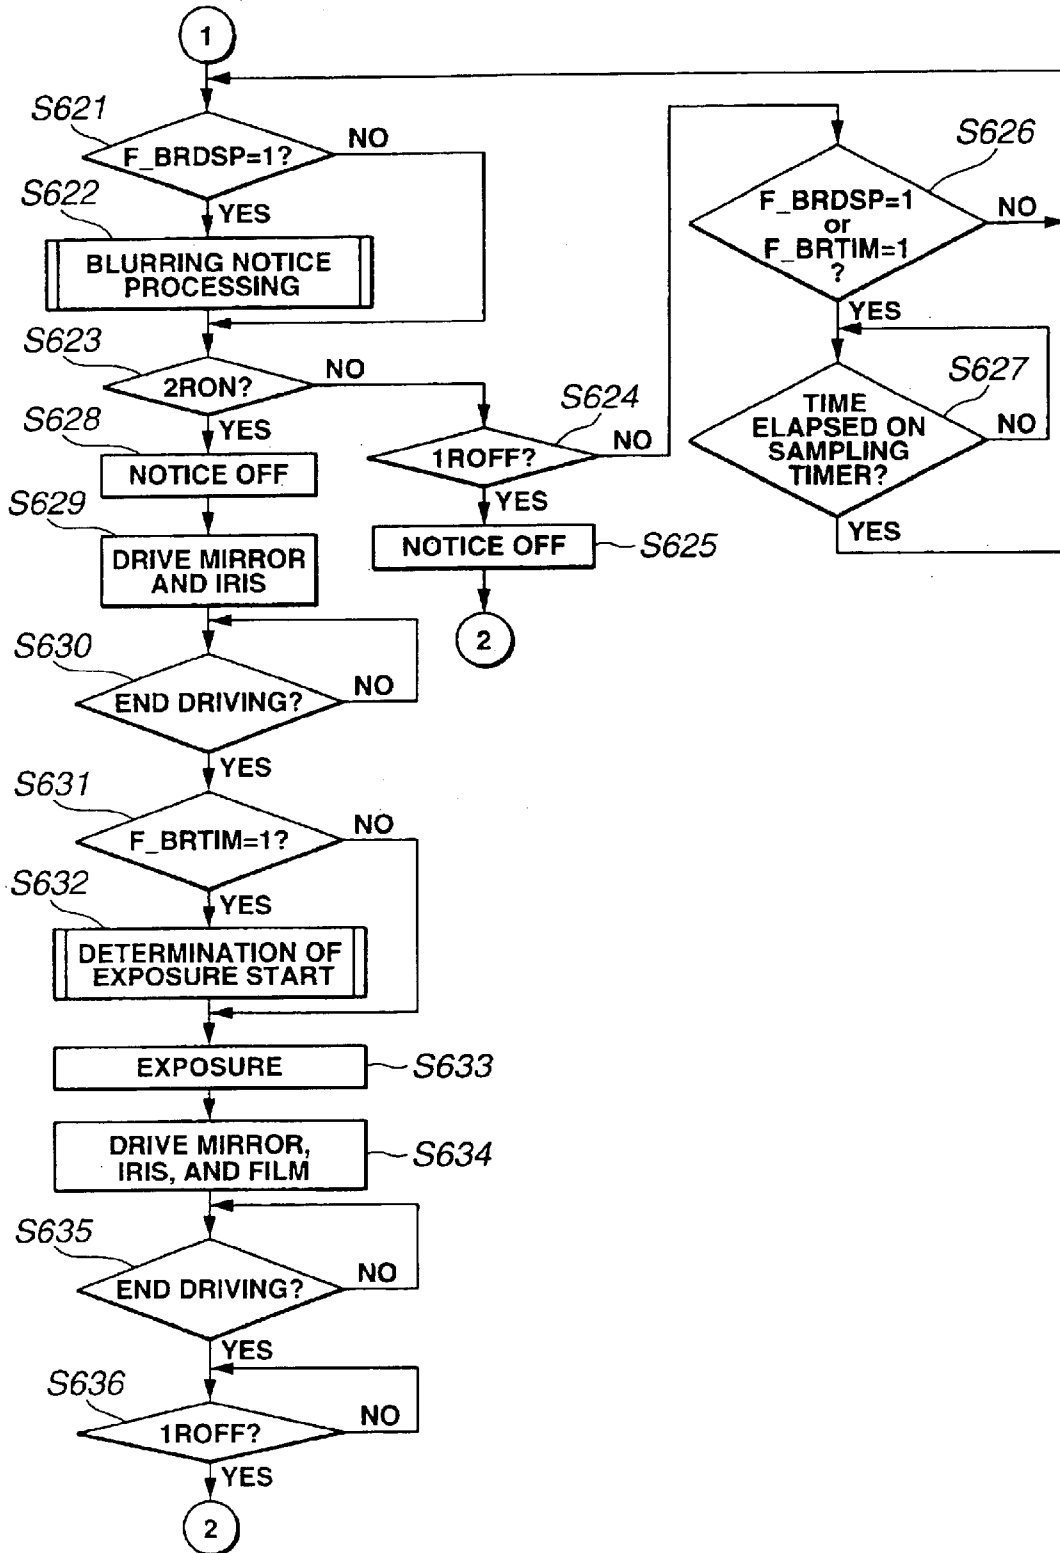 1
S621
F_BRDSP=1?
NO
YES
S622
BLURRING NOTICE
PROCESSING
S623
2RON?
NO
YES
S624
1ROFF?
NO
YES
NOTICE OFF
S625
2
S626
F_BRDSP=1
or
F_BRTIM=1
?
NO
YES
S627
TIME
ELAPSED ON
SAMPLING
TIMER?
NO
YES
S628
NOTICE OFF
S629
DRIVE MIRROR
AND IRIS
S630
END DRIVING?
NO
YES
S631
F_BRTIM=1?
NO
YES
S632
DETERMINATION OF
EXPOSURE START
EXPOSURE
S633
DRIVE MIRROR,
IRIS, AND FILM
S634
S635
END DRIVING?
NO
YES
S636
1ROFF?
NO
YES
2